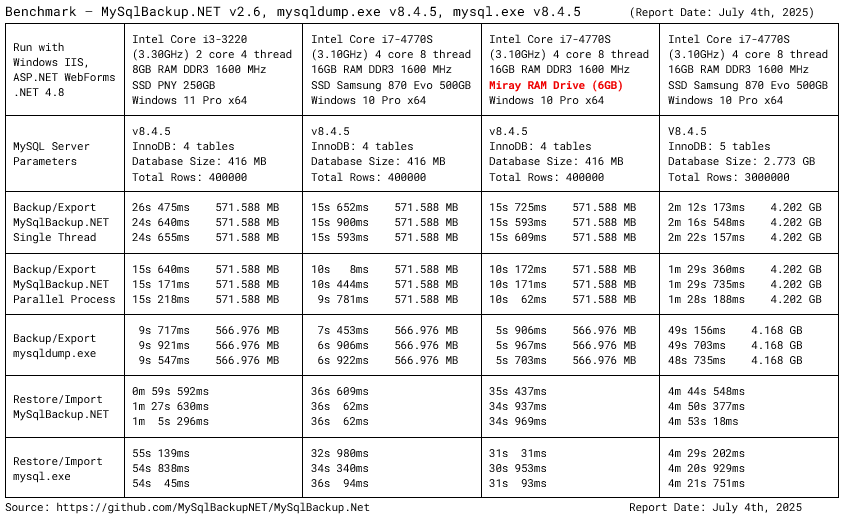 Benchmark – MySqlBackup.NET v2.6, mysqldump.exe v8.4.5, mysql.exe v8.4.5 (Report Date: July 4th, 2025)
Run with
Windows IIS,
ASP.NET WebForms
.NET 4.8
Intel Core i3-3220
(3.30GHz) 2 core 4 thread
8GB RAM DDR3 1600 MHz
SSD PNY 250GB
Windows 11 Pro x64
Intel Core i7-4770S
(3.10GHz) 4 core 8 thread
16GB RAM DDR3 1600 MHz
SSD Samsung 870 Evo 500GB
Windows 10 Pro x64
Intel Core i7-4770S
(3.10GHz) 4 core 8 thread
16GB RAM DDR3 1600 MHz
Miray RAM Drive (6GB)
Windows 10 Pro x64
Intel Core i7-4770S
(3.10GHz) 4 core 8 thread
16GB RAM DDR3 1600 MHz
SSD Samsung 870 Evo 500GB
Windows 10 Pro x64
MySQL Server
Parameters
v8.4.5
InnoDB: 4 tables
Database Size: 416 MB
Total Rows: 400000
v8.4.5
InnoDB: 4 tables
Database Size: 416 MB
Total Rows: 400000
v8.4.5
InnoDB: 4 tables
Database Size: 416 MB
Total Rows: 400000
V8.4.5
InnoDB: 5 tables
Database Size: 2.773 GB
Total Rows: 3000000
Backup/Export
MySqlBackup.NET
Single Thread
26s 475ms 571.588 MB
24s 640ms 571.588 MB
24s 655ms 571.588 MB
15s 652ms 571.588 MB
15s 900ms 571.588 MB
15s 593ms 571.588 MB
15s 725ms 571.588 MB
15s 593ms 571.588 MB
15s 609ms 571.588 MB
2m 12s 173ms 4.202 GB
2m 16s 548ms 4.202 GB
2m 22s 157ms 4.202 GB
Backup/Export
MySqlBackup.NET
Parallel Process
15s 640ms 571.588 MB
15s 171ms 571.588 MB
15s 218ms 571.588 MB
10s 8ms 571.588 MB
10s 444ms 571.588 MB
9s 781ms 571.588 MB
10s 172ms 571.588 MB
10s 171ms 571.588 MB
10s 62ms 571.588 MB
1m 29s 360ms 4.202 GB
1m 29s 735ms 4.202 GB
1m 28s 188ms 4.202 GB
Backup/Export
mysqldump.exe
9s 717ms 566.976 MB
9s 921ms 566.976 MB
9s 547ms 566.976 MB
7s 453ms 566.976 MB
6s 906ms 566.976 MB
6s 922ms 566.976 MB
5s 906ms 566.976 MB
5s 967ms 566.976 MB
5s 703ms 566.976 MB
49s 156ms 4.168 GB
49s 703ms 4.168 GB
48s 735ms 4.168 GB
Restore/Import
MySqlBackup.NET
0m 59s 592ms
1m 27s 630ms
1m 5s 296ms
36s 609ms
36s 62ms
36s 62ms
35s 437ms
34s 937ms
34s 969ms
4m 44s 548ms
4m 50s 377ms
4m 53s 18ms
Restore/Import
mysql.exe
55s 139ms
54s 838ms
54s 45ms
32s 980ms
34s 340ms
36s 94ms
31s 31ms
30s 953ms
31s 93ms
4m 29s 202ms
4m 20s 929ms
4m 21s 751ms
Source: https://github.com/MySqlBackupNET/MySqlBackup.Net Report Date: July 4th, 2025